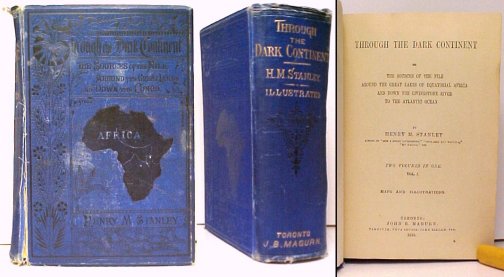 Through the Dark Continent
THE SOURCES OF THE NILE
AROUND THE GREAT LAKES
AND DOWN THE CONGO
AFRICA
HENRY M. STANLEY
THROUGH
THE
DARK CONTINENT
H.M. STANLEY
ILLUSTRATED
TORONTO
J.B. MAGURN.
THROUGH THE DARK CONTINENT
OR
THE SOURCES OF THE NILE
AROUND THE GREAT LAKES OF EQUATORIAL AFRICA
AND DOWN THE LIVINGSTONE RIVER
TO THE ATLANTIC OCEAN
BY
HENRY M. STANLEY
TWO VOLUMES IN ONE.
VOL. I
MAPS AND ILLUSTRATIONS
TORONTO:
JOHN B. MAGURN.